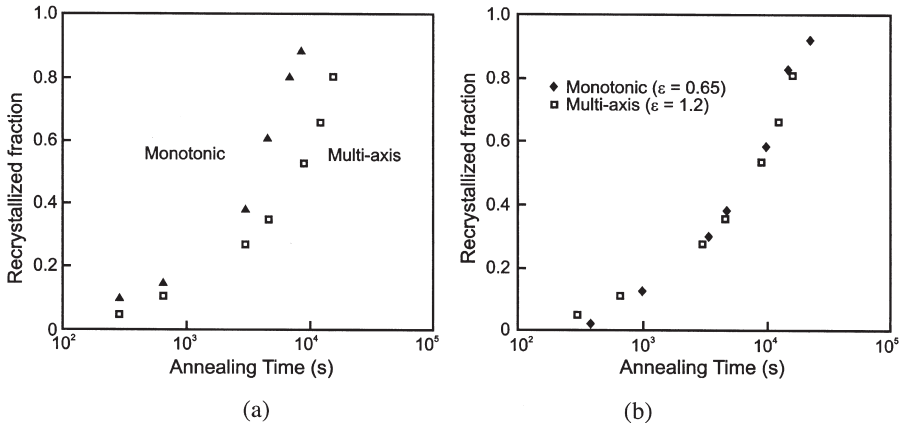 1.0
0.8
0.6
0.4
0.2
0
Recrystallized fraction
Monotonic
Multi-axis
10² 10³ 10⁴ 10⁵
Annealing Time (s)
(a)
1.0
0.8
0.6
0.4
0.2
0
Recrystallized fraction
Monotonic (ε = 0.65)
Multi-axis (ε = 1.2)
10² 10³ 10⁴ 10⁵
Annealing Time (s)
(b)